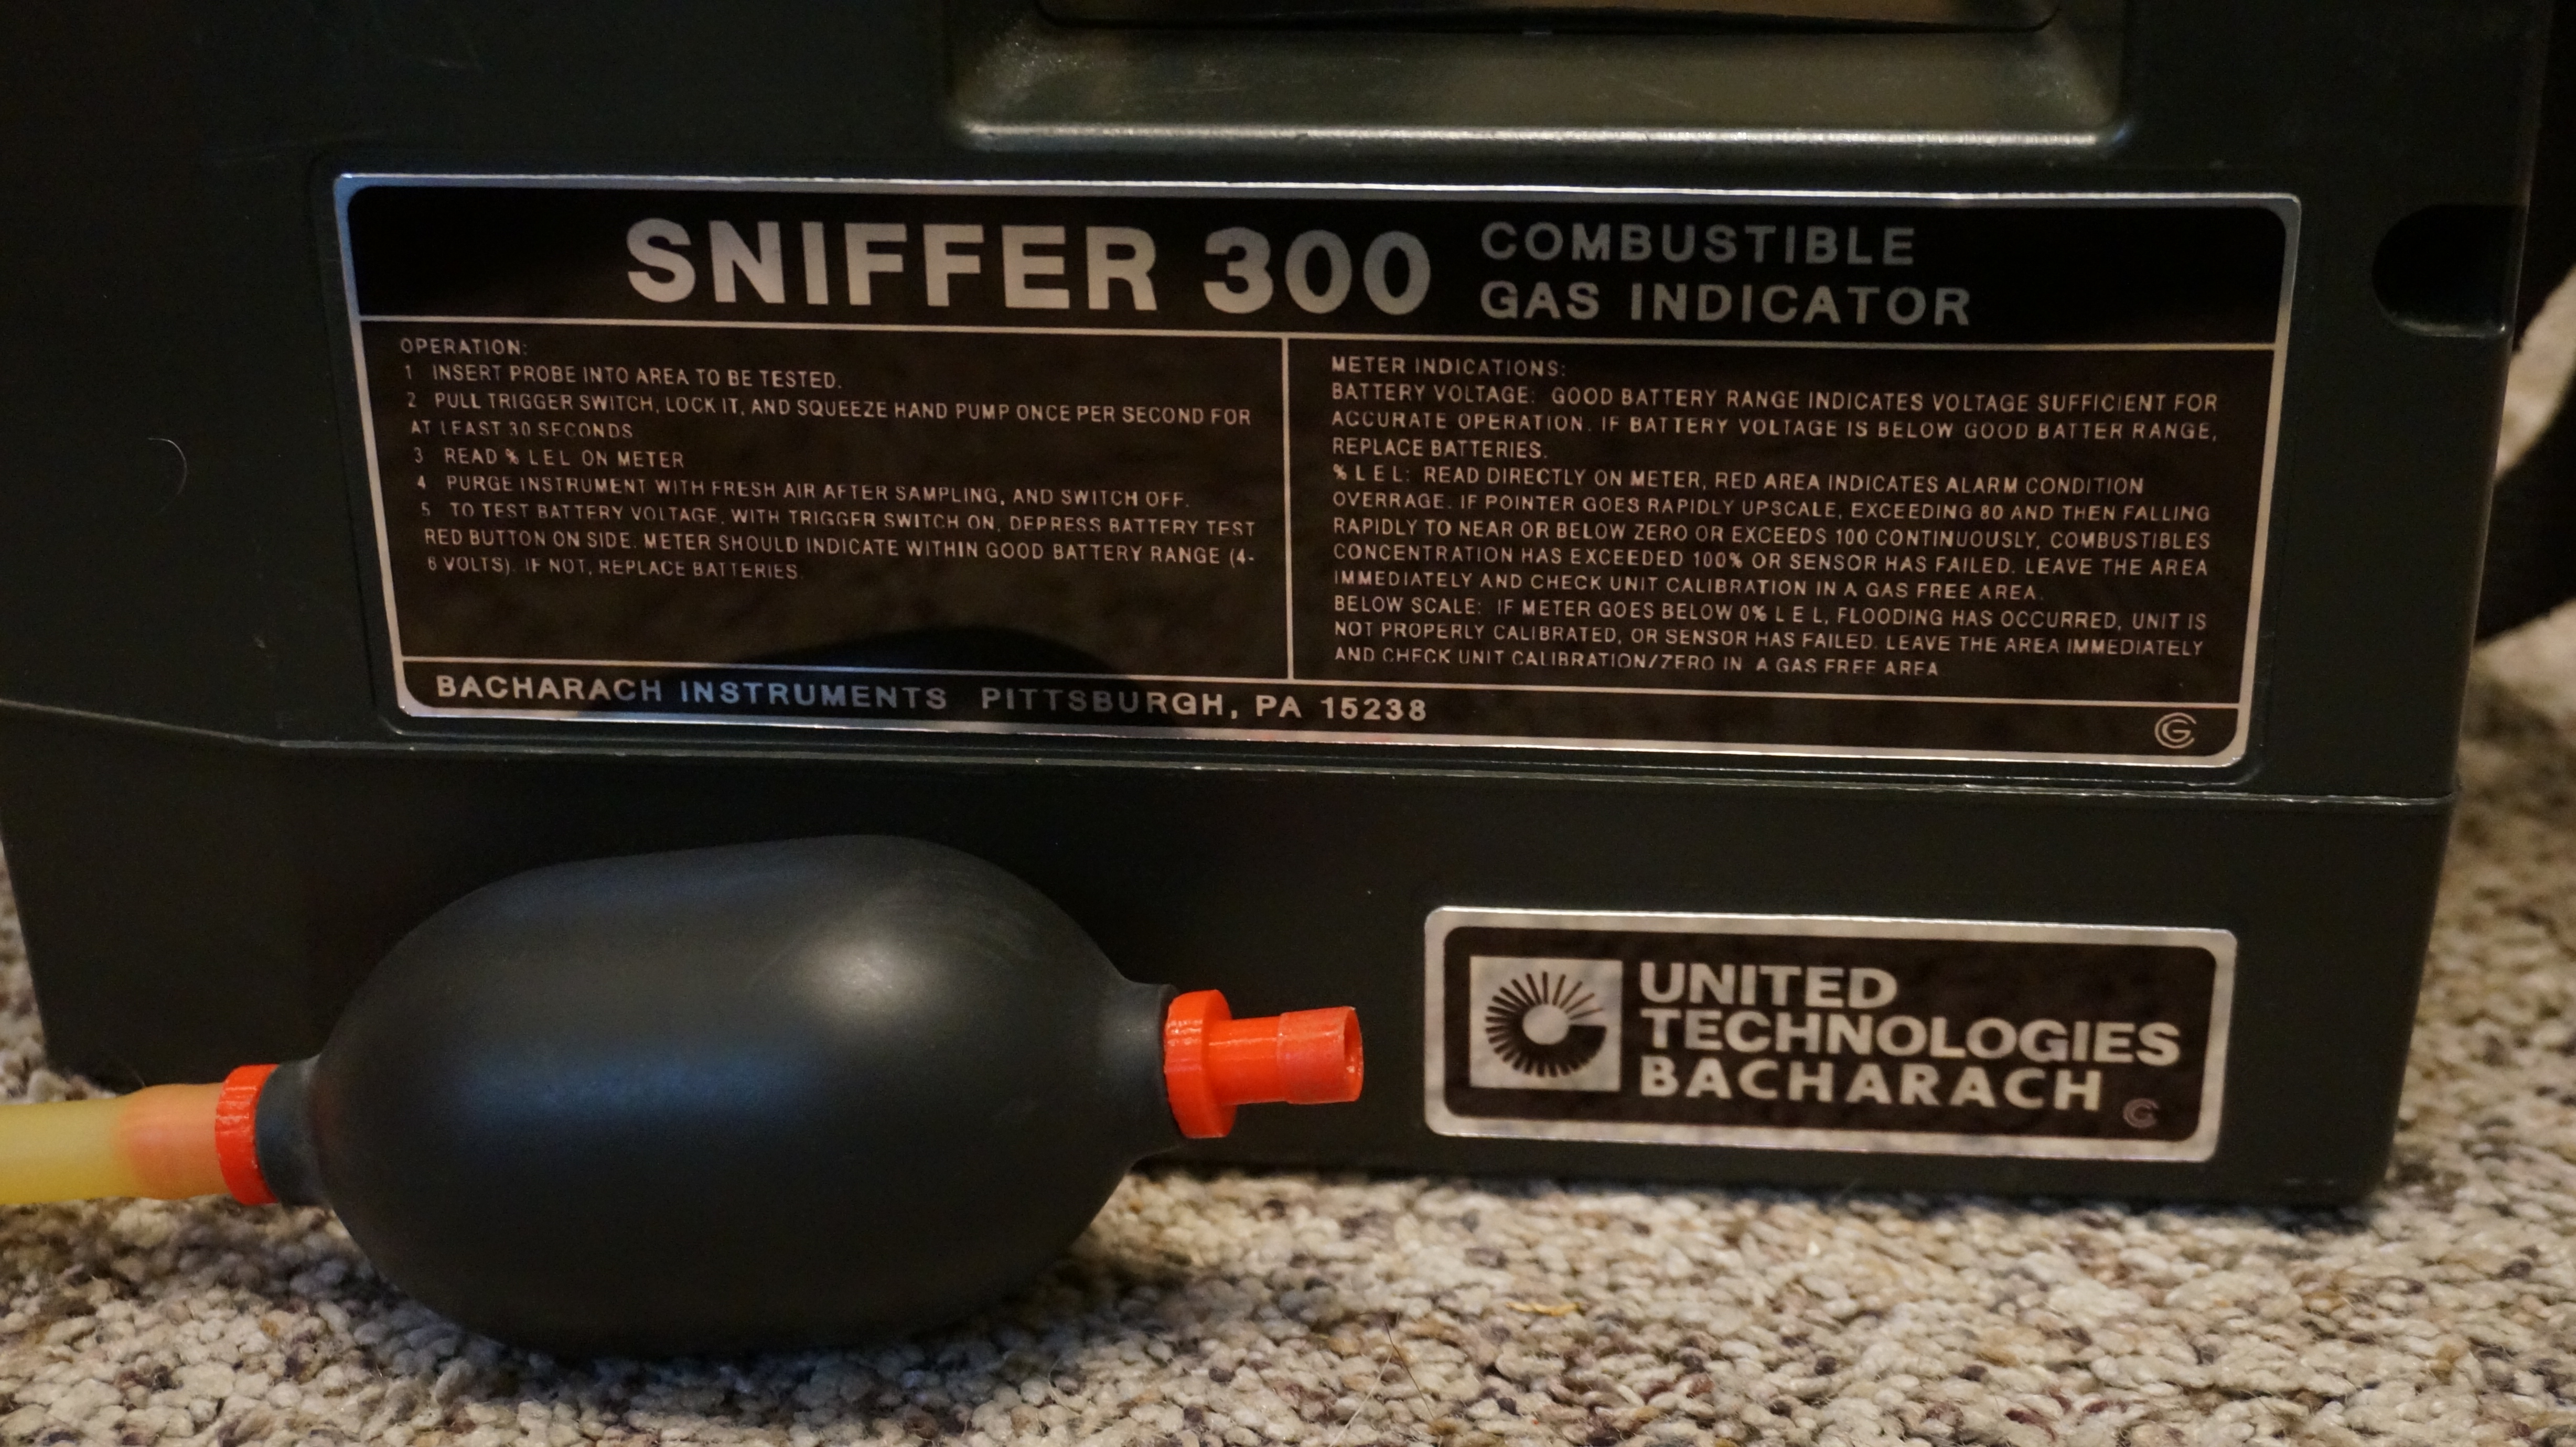 SNIFFER 300
COMBUSTIBLE
GAS INDICATOR
OPERATION:
1 INSERT PROBE INTO AREA TO BE TESTED.
2 PULL TRIGGER SWITCH, LOCK IT, AND SQUEEZE HAND PUMP ONCE PER SECOND FOR
AT LEAST 30 SECONDS
3 READ % L E L ON METER
4 PURGE INSTRUMENT WITH FRESH AIR AFTER SAMPLING, AND SWITCH OFF.
5 TO TEST BATTERY VOLTAGE, WITH TRIGGER SWITCH ON, DEPRESS BATTERY TEST
RED BUTTON ON SIDE. METER SHOULD INDICATE WITHIN GOOD BATTERY RANGE (4-
6 VOLTS). IF NOT, REPLACE BATTERIES.
METER INDICATIONS:
BATTERY VOLTAGE: GOOD BATTERY RANGE INDICATES VOLTAGE SUFFICIENT FOR
ACCURATE OPERATION. IF BATTERY VOLTAGE IS BELOW GOOD BATTER RANGE,
REPLACE BATTERIES.
% L E L: READ DIRECTLY ON METER, RED AREA INDICATES ALARM CONDITION
OVERRAGE. IF POINTER GOES RAPIDLY UPSCALE, EXCEEDING 80 AND THEN FALLING
RAPIDLY TO NEAR OR BELOW ZERO OR EXCEEDS 100 CONTINUOUSLY, COMBUSTIBLES
CONCENTRATION HAS EXCEEDED 100% OR SENSOR HAS FAILED. LEAVE THE AREA
IMMEDIATELY AND CHECK UNIT CALIBRATION IN A GAS FREE AREA.
BELOW SCALE: IF METER GOES BELOW 0% L E L, FLOODING HAS OCCURRED, UNIT IS
NOT PROPERLY CALIBRATED, OR SENSOR HAS FAILED. LEAVE THE AREA IMMEDIATELY
AND CHECK UNIT CALIBRATION/ZERO IN A GAS FREE AREA
BACHARACH INSTRUMENTS PITTSBURGH, PA 15238
UNITED
TECHNOLOGIES
BACHARACH